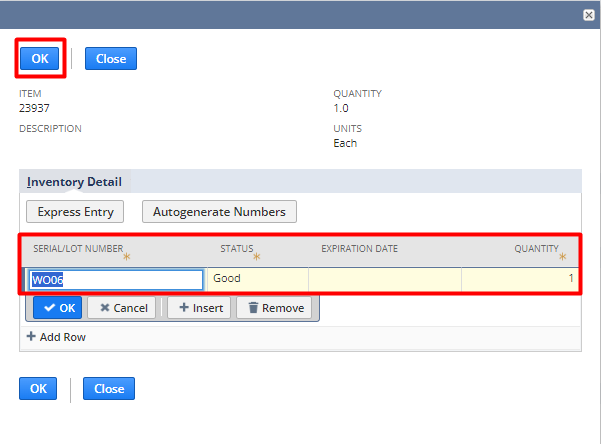 OK Close
ITEM QUANTITY
23937 1.0
DESCRIPTION UNITS
Each
Inventory Detail
Express Entry Autogenerate Numbers
SERIAL/LOT NUMBER * STATUS * EXPIRATION DATE QUANTITY *
WO06 Good 1
OK Cancel Insert Remove
Add Row
OK Close